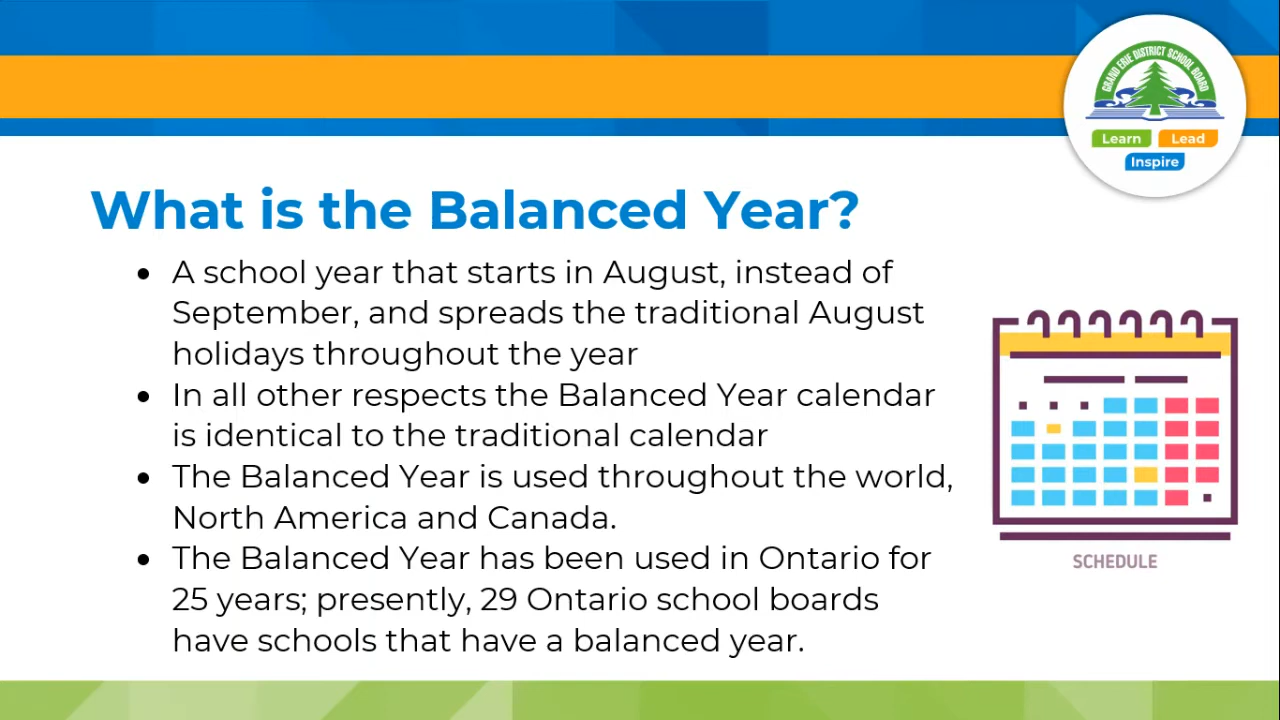 GRAND ERIE DISTRICT SCHOOL BOARD
Learn Lead
Inspire
What is the Balanced Year?
• A school year that starts in August, instead of
September, and spreads the traditional August
holidays throughout the year
• In all other respects the Balanced Year calendar
is identical to the traditional calendar
• The Balanced Year is used throughout the world,
North America and Canada.
• The Balanced Year has been used in Ontario for
25 years; presently, 29 Ontario school boards
have schools that have a balanced year.
SCHEDULE